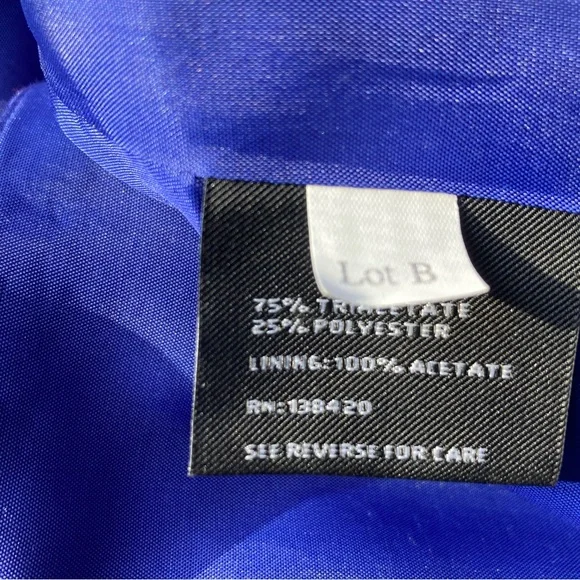 Lot B
75% TRIACETATE
25% POLYESTER
LINING: 100% ACETATE
RN: 138420
SEE REVERSE FOR CARE